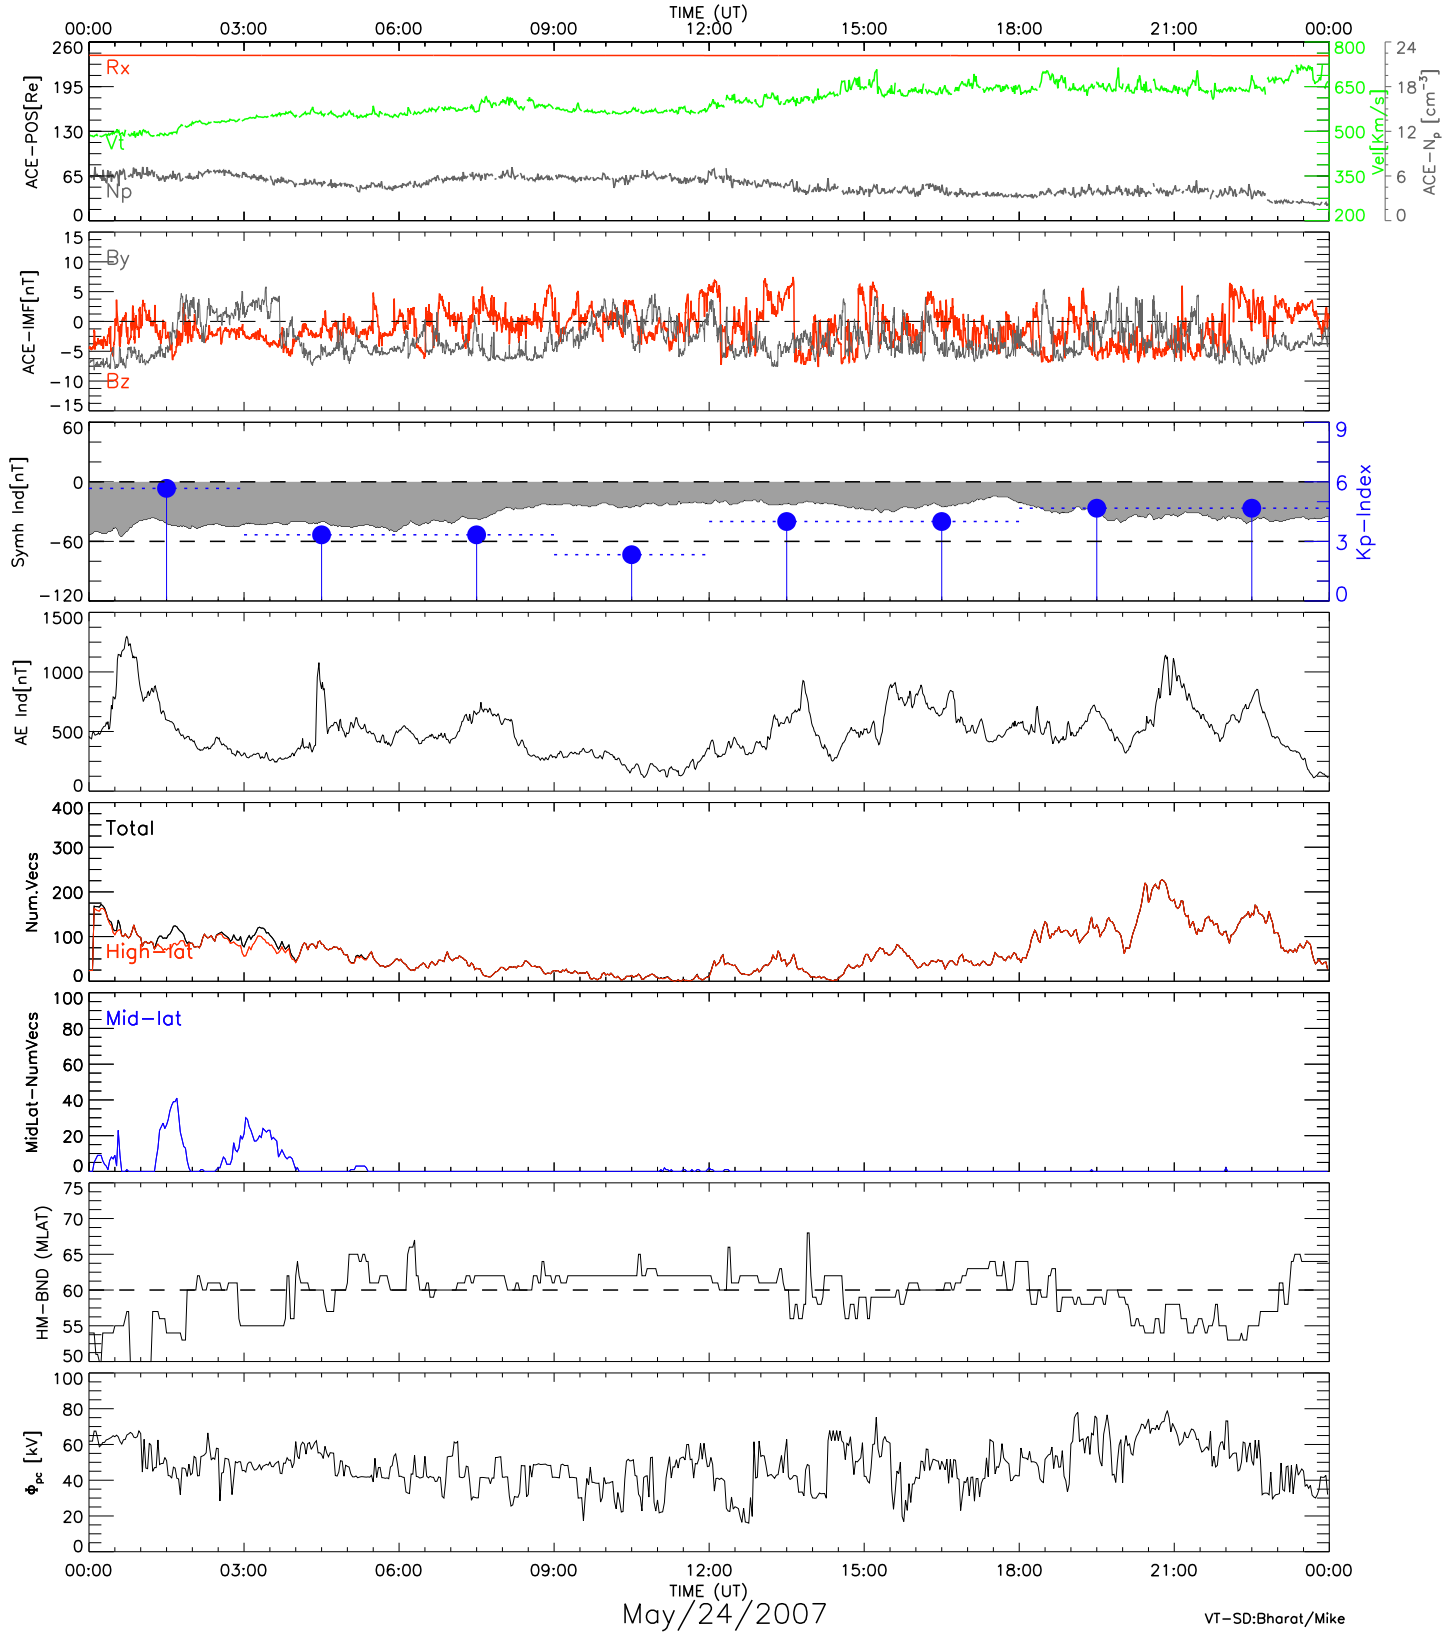 TIME (UT)
00:00 03:00 06:00 09:00 12:00 15:00 18:00 21:00 00:00
ACE-POS[Re]
260
195
130
65
0
Rx
Vt
Np
800
650
500
350
200
Vel[Km/s]
24
18
12
6
0
ACE-Np [cm⁻³]
ACE-IMF[nT]
15
10
5
0
-5
-10
-15
By
Bz
Symh Ind[nT]
60
0
-60
-120
9
6
3
0
Kp-Index
AE Ind[nT]
1500
1000
500
0
Num.Vecs
400
300
200
100
0
Total
High-lat
MidLat-NumVecs
100
80
60
40
20
0
Mid-lat
HM-BND (MLAT)
75
70
65
60
55
50
Φpc [kV]
100
80
60
40
20
0
00:00 03:00 06:00 09:00 12:00 15:00 18:00 21:00 00:00
TIME (UT)
May/24/2007
VT-SD:Bharat/Mike